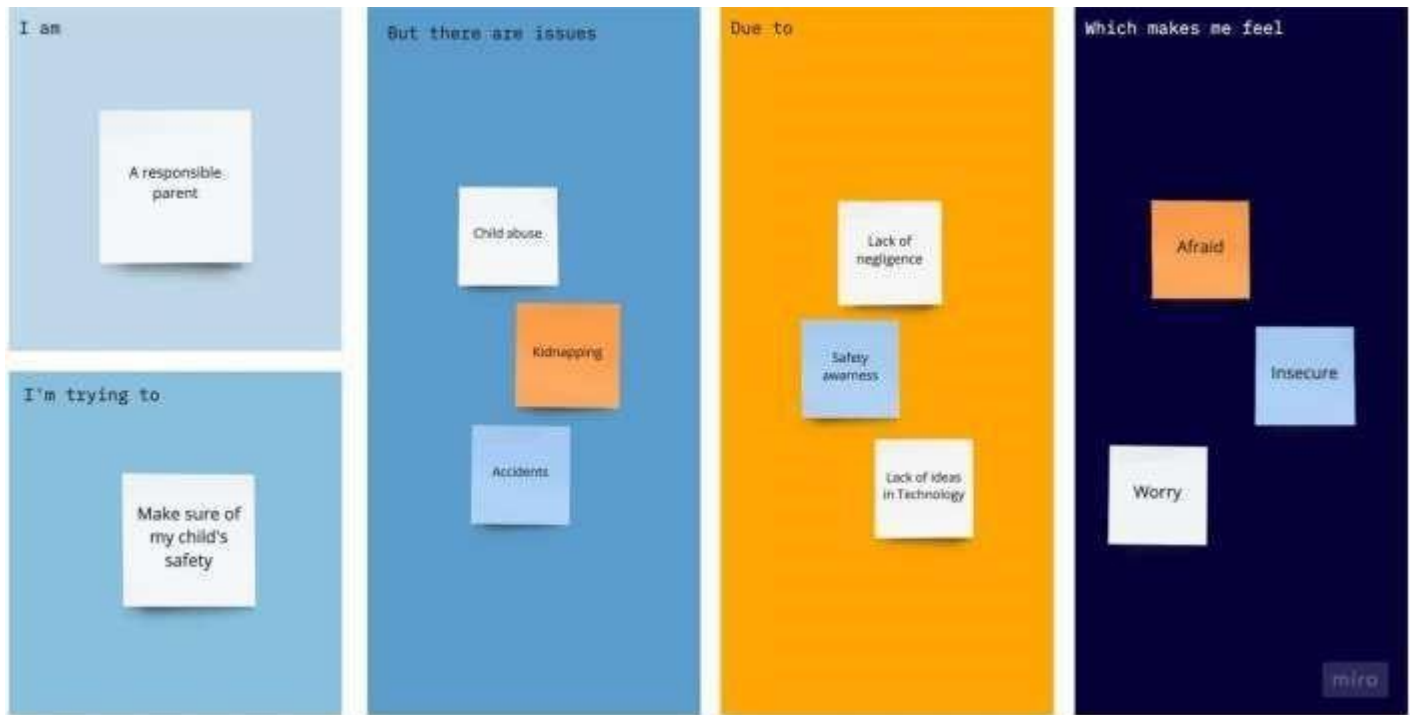 I am
A responsible
parent
I'm trying to
Make sure of
my child's
safety
But there are issues
Child abuse
Kidnapping
Accidents
Due to
Lack of
negligence
Safety
awarness
Lack of ideas
in Technology
Which makes me feel
Afraid
Insecure
Worry
miro